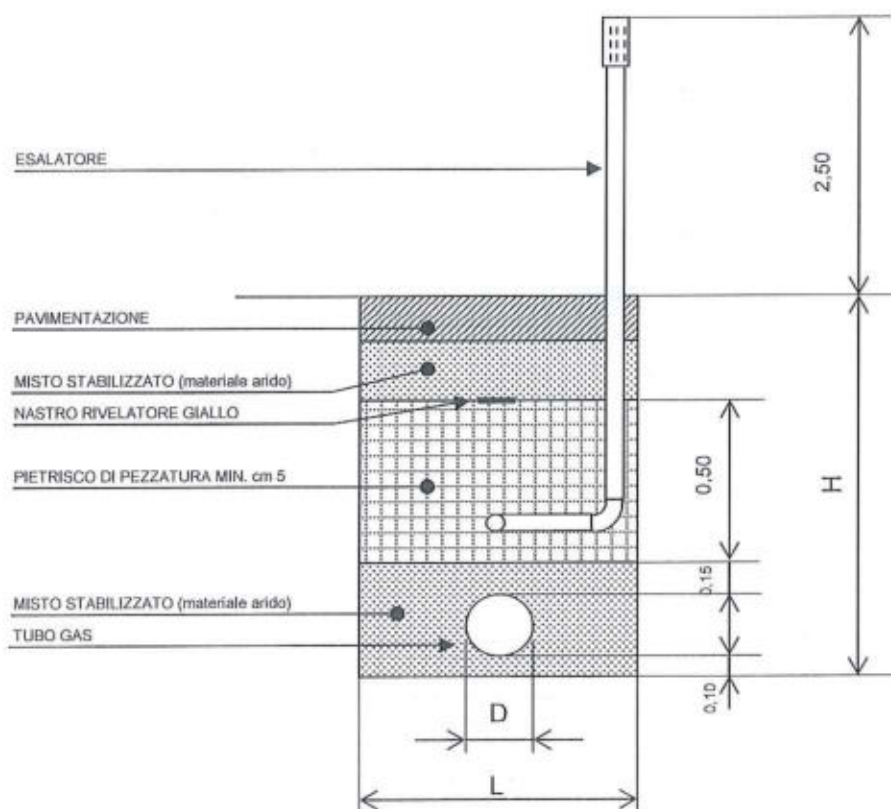 ESALATORE
2,50
PAVIMENTAZIONE
MISTO STABILIZZATO (materiale arido)
NASTRO RIVELATORE GIALLO
PIETRISCO DI PEZZATURA MIN. cm 5
0,50
H
0,15
MISTO STABILIZZATO (materiale arido)
TUBO GAS
0,10
D
L